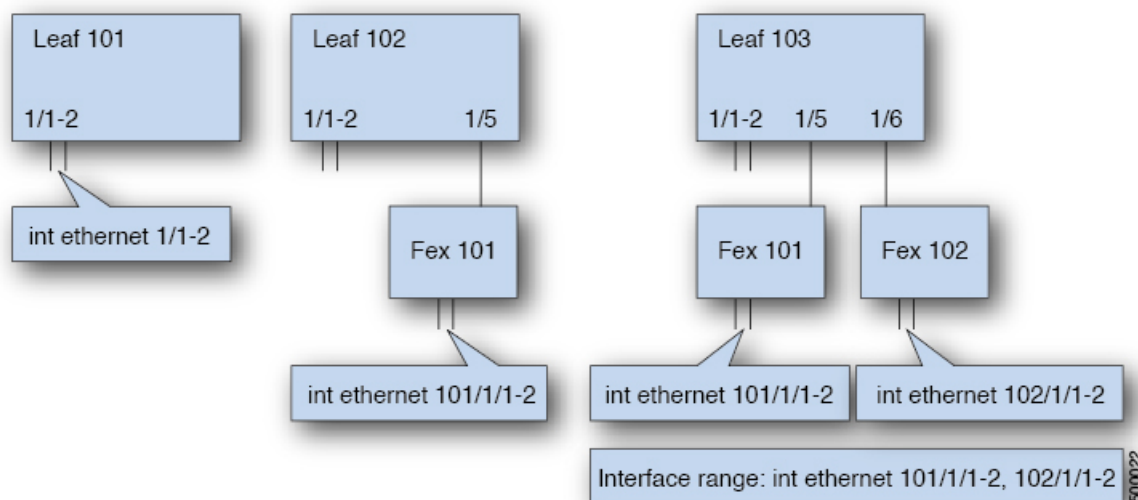 Leaf 101
1/1-2
int ethernet 1/1-2
Leaf 102
1/1-2 1/5
Fex 101
int ethernet 101/1/1-2
Leaf 103
1/1-2 1/5 1/6
Fex 101 Fex 102
int ethernet 101/1/1-2
int ethernet 102/1/1-2
Interface range: int ethernet 101/1/1-2, 102/1/1-2